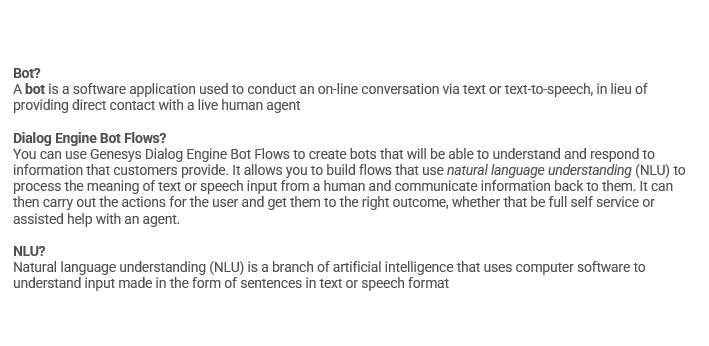 Bot?
A bot is a software application used to conduct an on-line conversation via text or text-to-speech, in lieu of
providing direct contact with a live human agent
Dialog Engine Bot Flows?
You can use Genesys Dialog Engine Bot Flows to create bots that will be able to understand and respond to
information that customers provide. It allows you to build flows that use natural language understanding (NLU) to
process the meaning of text or speech input from a human and communicate information back to them. It can
then carry out the actions for the user and get them to the right outcome, whether that be full self service or
assisted help with an agent.
NLU?
Natural language understanding (NLU) is a branch of artificial intelligence that uses computer software to
understand input made in the form of sentences in text or speech format